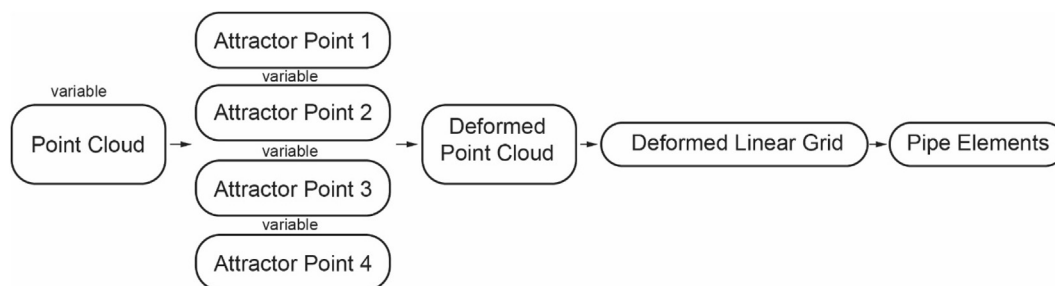 variable
Point Cloud
Attractor Point 1
variable
Attractor Point 2
variable
Attractor Point 3
variable
Attractor Point 4
Deformed
Point Cloud
Deformed Linear Grid
Pipe Elements